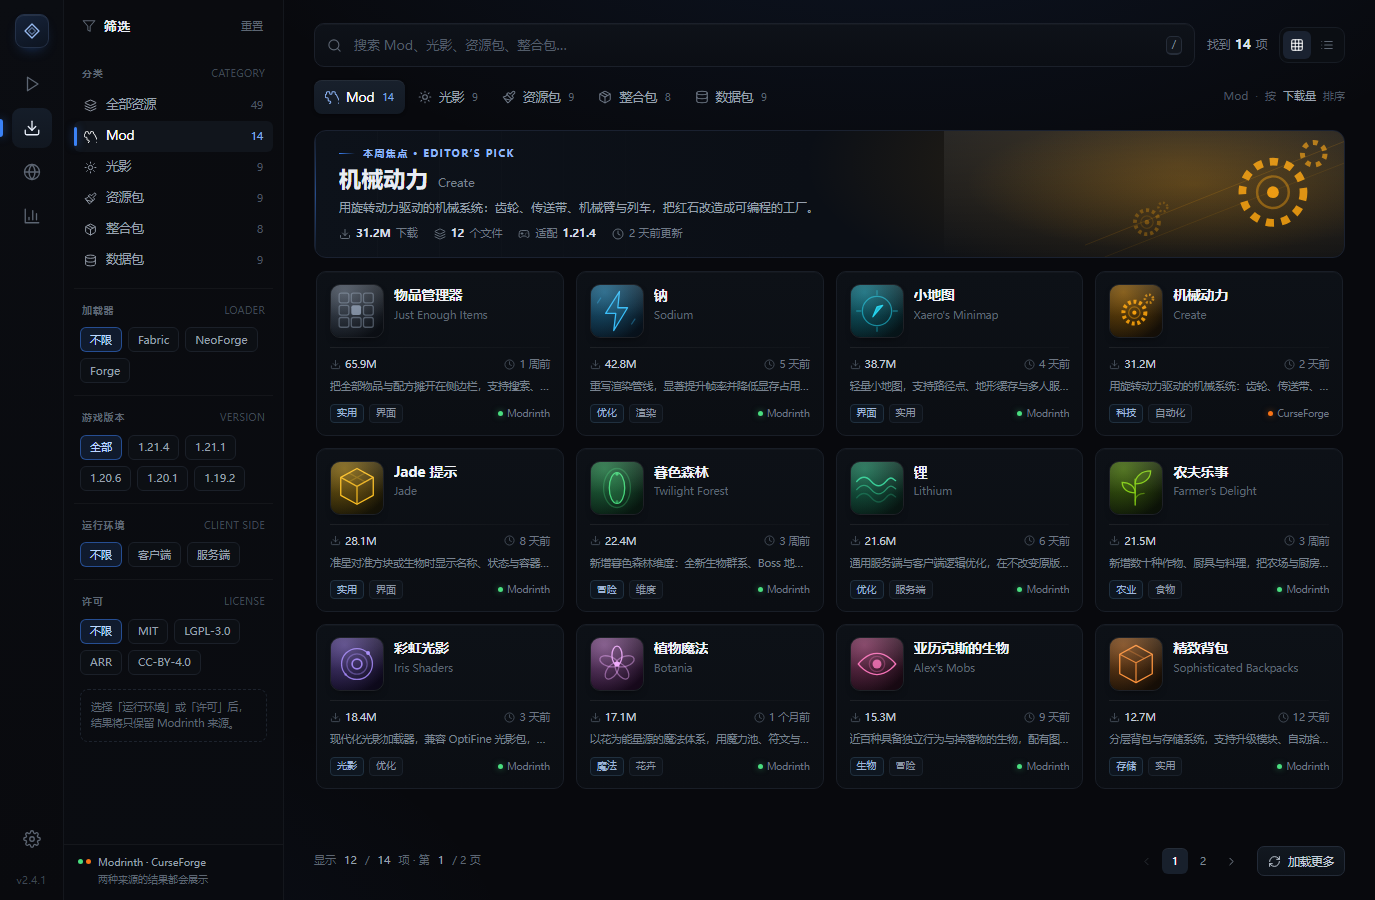 筛选
重置
分类 CATEGORY
全部资源 49
Mod 14
光影 9
资源包 9
整合包 8
数据包 9
加载器 LOADER
不限 Fabric NeoForge
Forge
游戏版本 VERSION
全部 1.21.4 1.21.1
1.20.6 1.20.1 1.19.2
运行环境 CLIENT SIDE
不限 客户端 服务端
许可 LICENSE
不限 MIT LGPL-3.0
ARR CC-BY-4.0
选择「运行环境」或「许可」后，
结果将只保留 Modrinth 来源。
Modrinth · CurseForge
两种来源的结果都会展示
v2.4.1
搜索 Mod、光影、资源包、整合包... /
找到 14 项
Mod 14 光影 9 资源包 9 整合包 8 数据包 9
Mod · 按 下载量 排序
本周焦点 • EDITOR'S PICK
机械动力 Create
用旋转动力驱动的机械系统：齿轮、传送带、机械臂与列车，把红石改造成可编程的工厂。
31.2M 下载 12 个文件 适配 1.21.4 2 天前更新
物品管理器
Just Enough Items
65.9M 1 周前
把全部物品与配方摊开在侧边栏，支持搜索、...
实用 界面 Modrinth
钠
Sodium
42.8M 5 天前
重写渲染管线，显著提升帧率并降低显存占用...
优化 渲染 Modrinth
小地图
Xaero's Minimap
38.7M 4 天前
轻量小地图，支持路径点、地形缓存与多人服...
界面 实用 Modrinth
机械动力
Create
31.2M 2 天前
用旋转动力驱动的机械系统：齿轮、传送带、...
科技 自动化 CurseForge
Jade 提示
Jade
28.1M 8 天前
准星对准方块或生物时显示名称、状态与容器...
实用 界面 Modrinth
暮色森林
Twilight Forest
22.4M 3 周前
新增暮色森林维度：全新生物群系、Boss 地...
冒险 维度 Modrinth
锂
Lithium
21.6M 6 天前
通用服务端与客户端逻辑优化，在不改变原版...
优化 服务端 Modrinth
农夫乐事
Farmer's Delight
21.5M 3 周前
新增数十种作物、厨具与料理，把农场与厨房...
农业 食物 Modrinth
彩虹光影
Iris Shaders
18.4M 3 天前
现代化光影加载器，兼容 OptiFine 光影包，...
光影 优化 Modrinth
植物魔法
Botania
17.1M 1 个月前
以花为能量源的魔法体系，用魔力池、符文与...
魔法 花卉 Modrinth
亚历克斯的生物
Alex's Mobs
15.3M 9 天前
近百种具备独立行为与掉落物的生物，配有图...
生物 冒险 Modrinth
精致背包
Sophisticated Backpacks
12.7M 12 天前
分层背包与存储系统，支持升级模块、自动拾...
存储 实用 Modrinth
显示 12 / 14 项 · 第 1 / 2 页
1 2 加载更多